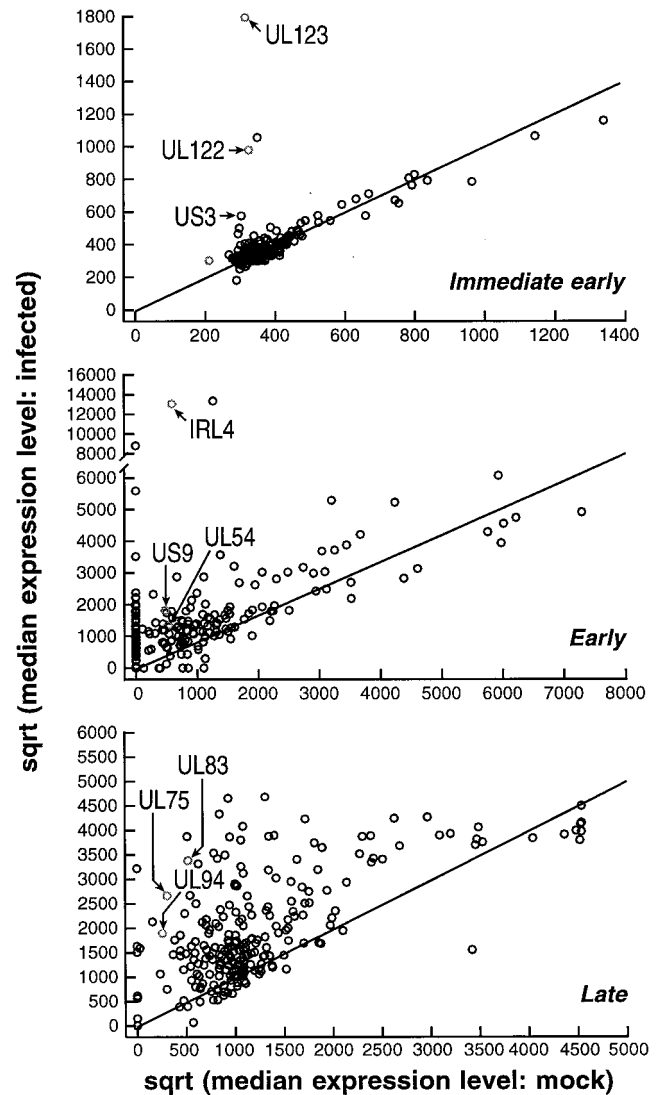 sqrt (median expression level: infected)
1800
1600
1400
1200
1000
800
600
400
200
0
UL123
UL122
US3
Immediate early
0 200 400 600 800 1000 1200 1400
16000
14000
12000
10000
8000
6000
5000
4000
3000
2000
1000
0
IRL4
UL54
US9
Early
0 1000 2000 3000 4000 5000 6000 7000 8000
6000
5500
5000
4500
4000
3500
3000
2500
2000
1500
1000
500
0
UL83
UL75
UL94
Late
0 500 1000 1500 2000 2500 3000 3500 4000 4500 5000
sqrt (median expression level: mock)